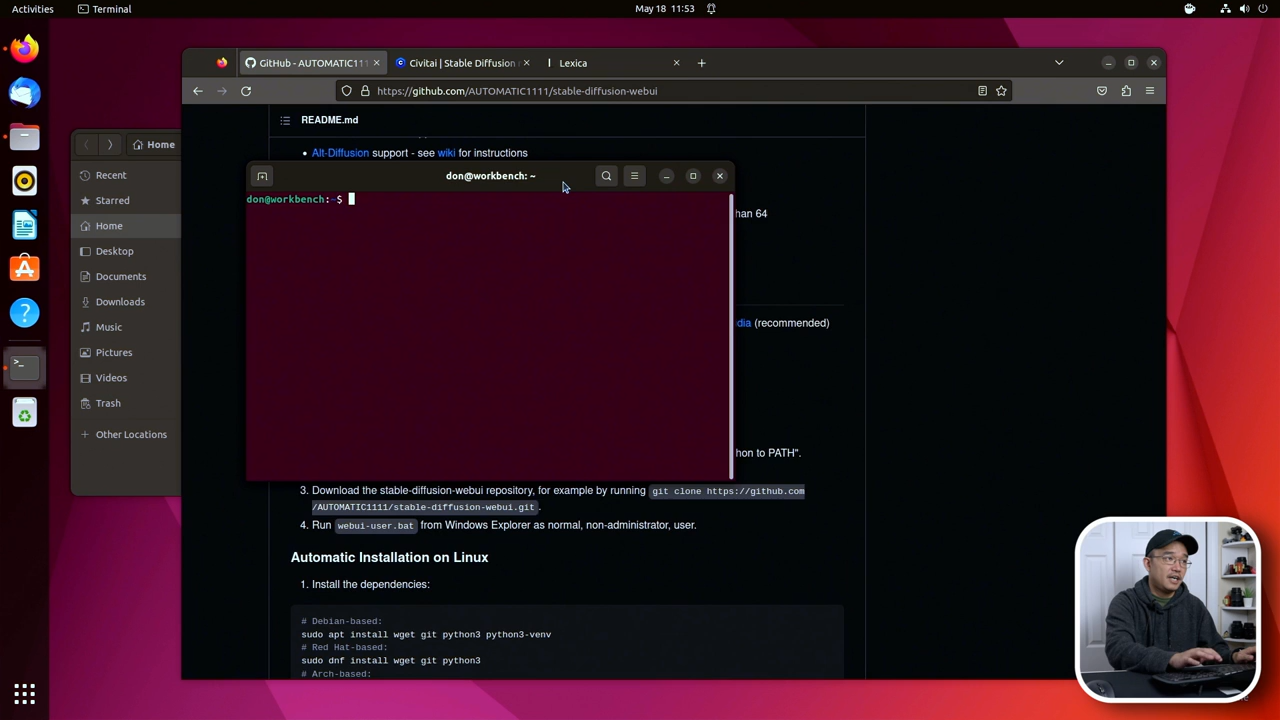 Activities
Terminal
May 18 11:53
GitHub - AUTOMATIC111
Civitai | Stable Diffusion
Lexica
https://github.com/AUTOMATIC1111/stable-diffusion-webui
README.md
Home
Alt-Diffusion support - see wiki for instructions
don@workbench: ~
don@workbench:~$
han 64
Recent
Starred
Home
Desktop
Documents
Downloads
Music
Pictures
Videos
Trash
Other Locations
dia (recommended)
hon to PATH".
3. Download the stable-diffusion-webui repository, for example by running git clone https://github.com
/AUTOMATIC1111/stable-diffusion-webui.git.
4. Run webui-user.bat from Windows Explorer as normal, non-administrator, user.
Automatic Installation on Linux
1. Install the dependencies:
# Debian-based:
sudo apt install wget git python3 python3-venv
# Red Hat-based:
sudo dnf install wget git python3
# Arch-based: